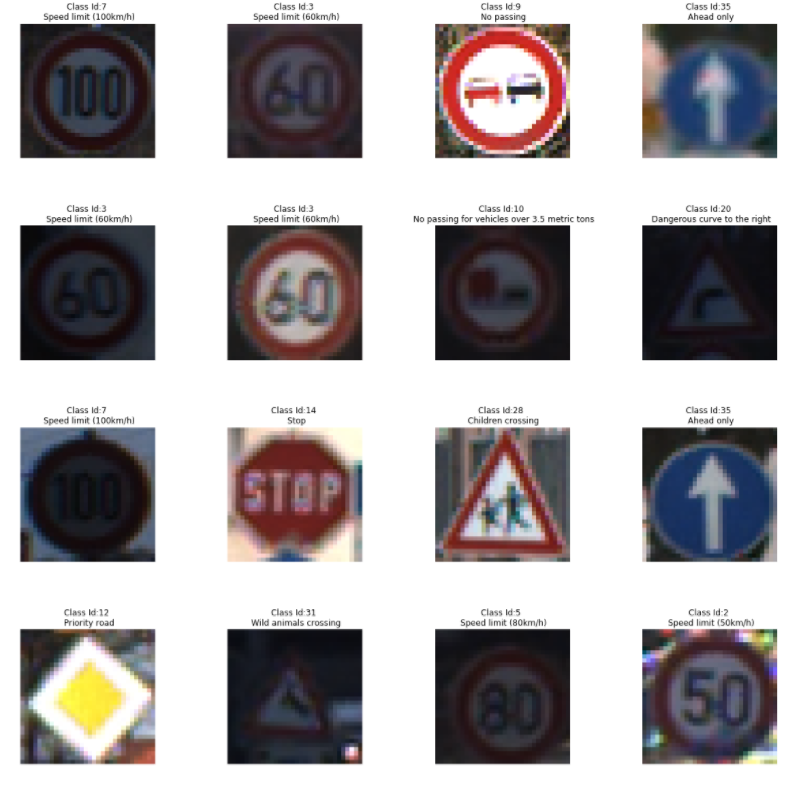 Class Id:7
Speed limit (100km/h)
100
Class Id:3
Speed limit (60km/h)
60
Class Id:9
No passing
Class Id:35
Ahead only
Class Id:3
Speed limit (60km/h)
60
Class Id:3
Speed limit (60km/h)
60
Class Id:10
No passing for vehicles over 3.5 metric tons
Class Id:20
Dangerous curve to the right
Class Id:7
Speed limit (100km/h)
100
Class Id:14
Stop
STOP
Class Id:28
Children crossing
Class Id:35
Ahead only
Class Id:12
Priority road
Class Id:31
Wild animals crossing
Class Id:5
Speed limit (80km/h)
80
Class Id:2
Speed limit (50km/h)
50